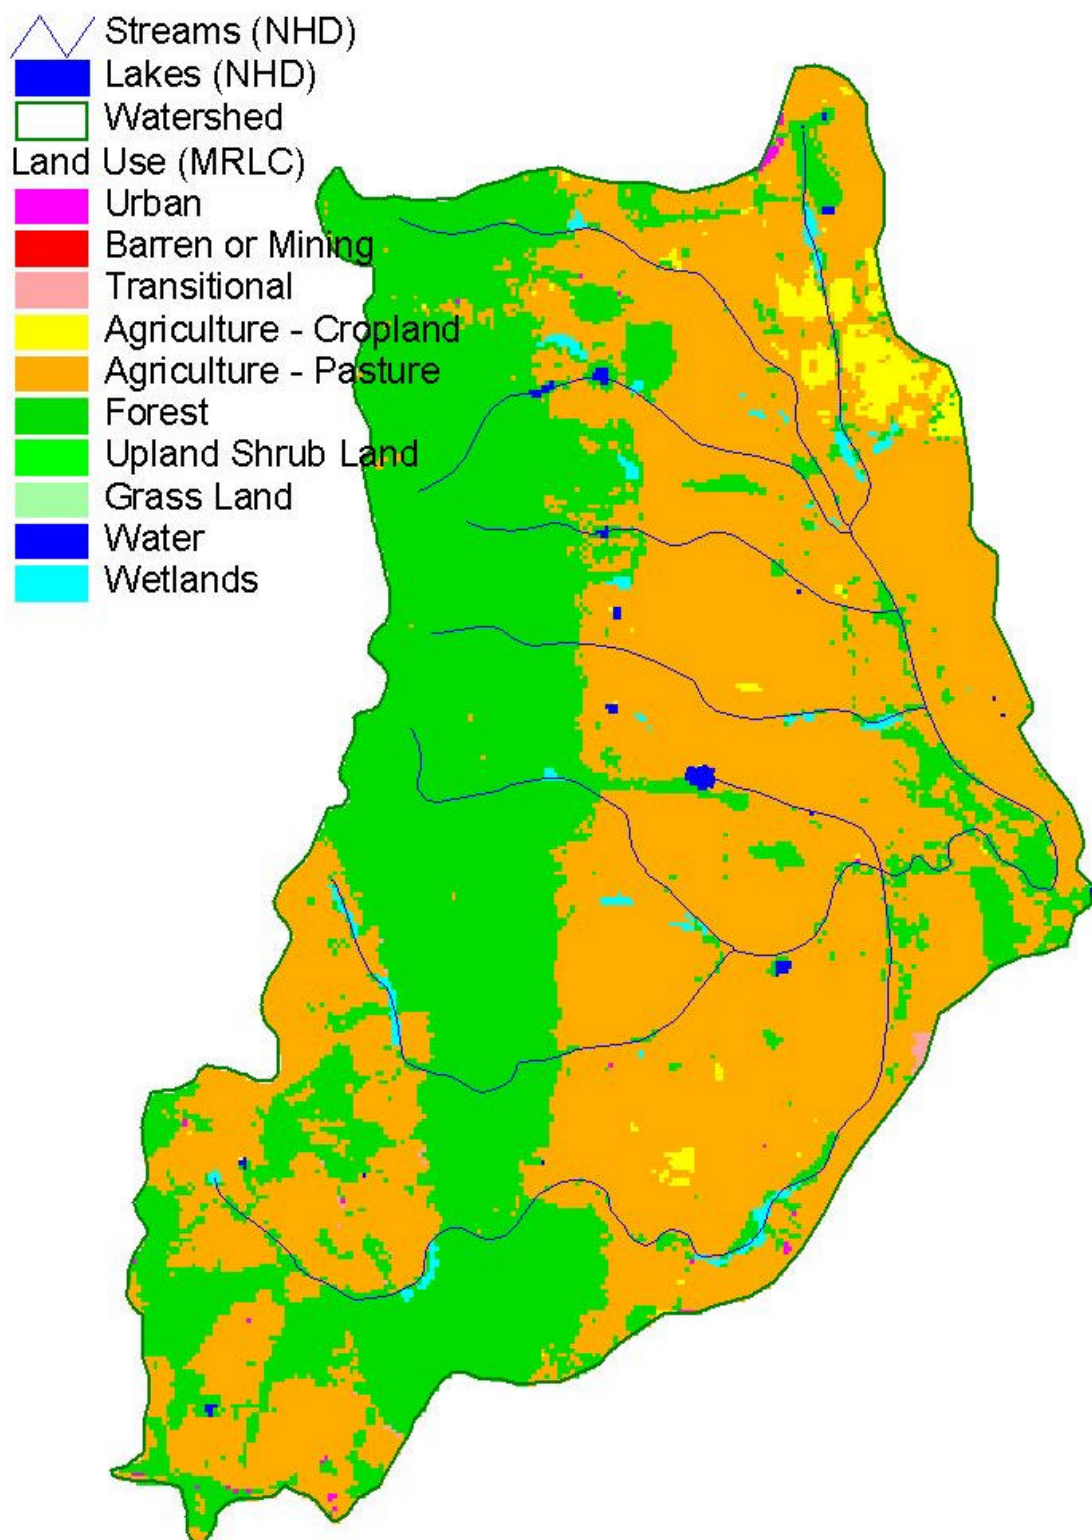 Streams (NHD)
Lakes (NHD)
Watershed
Land Use (MRLC)
Urban
Barren or Mining
Transitional
Agriculture - Cropland
Agriculture - Pasture
Forest
Upland Shrub Land
Grass Land
Water
Wetlands